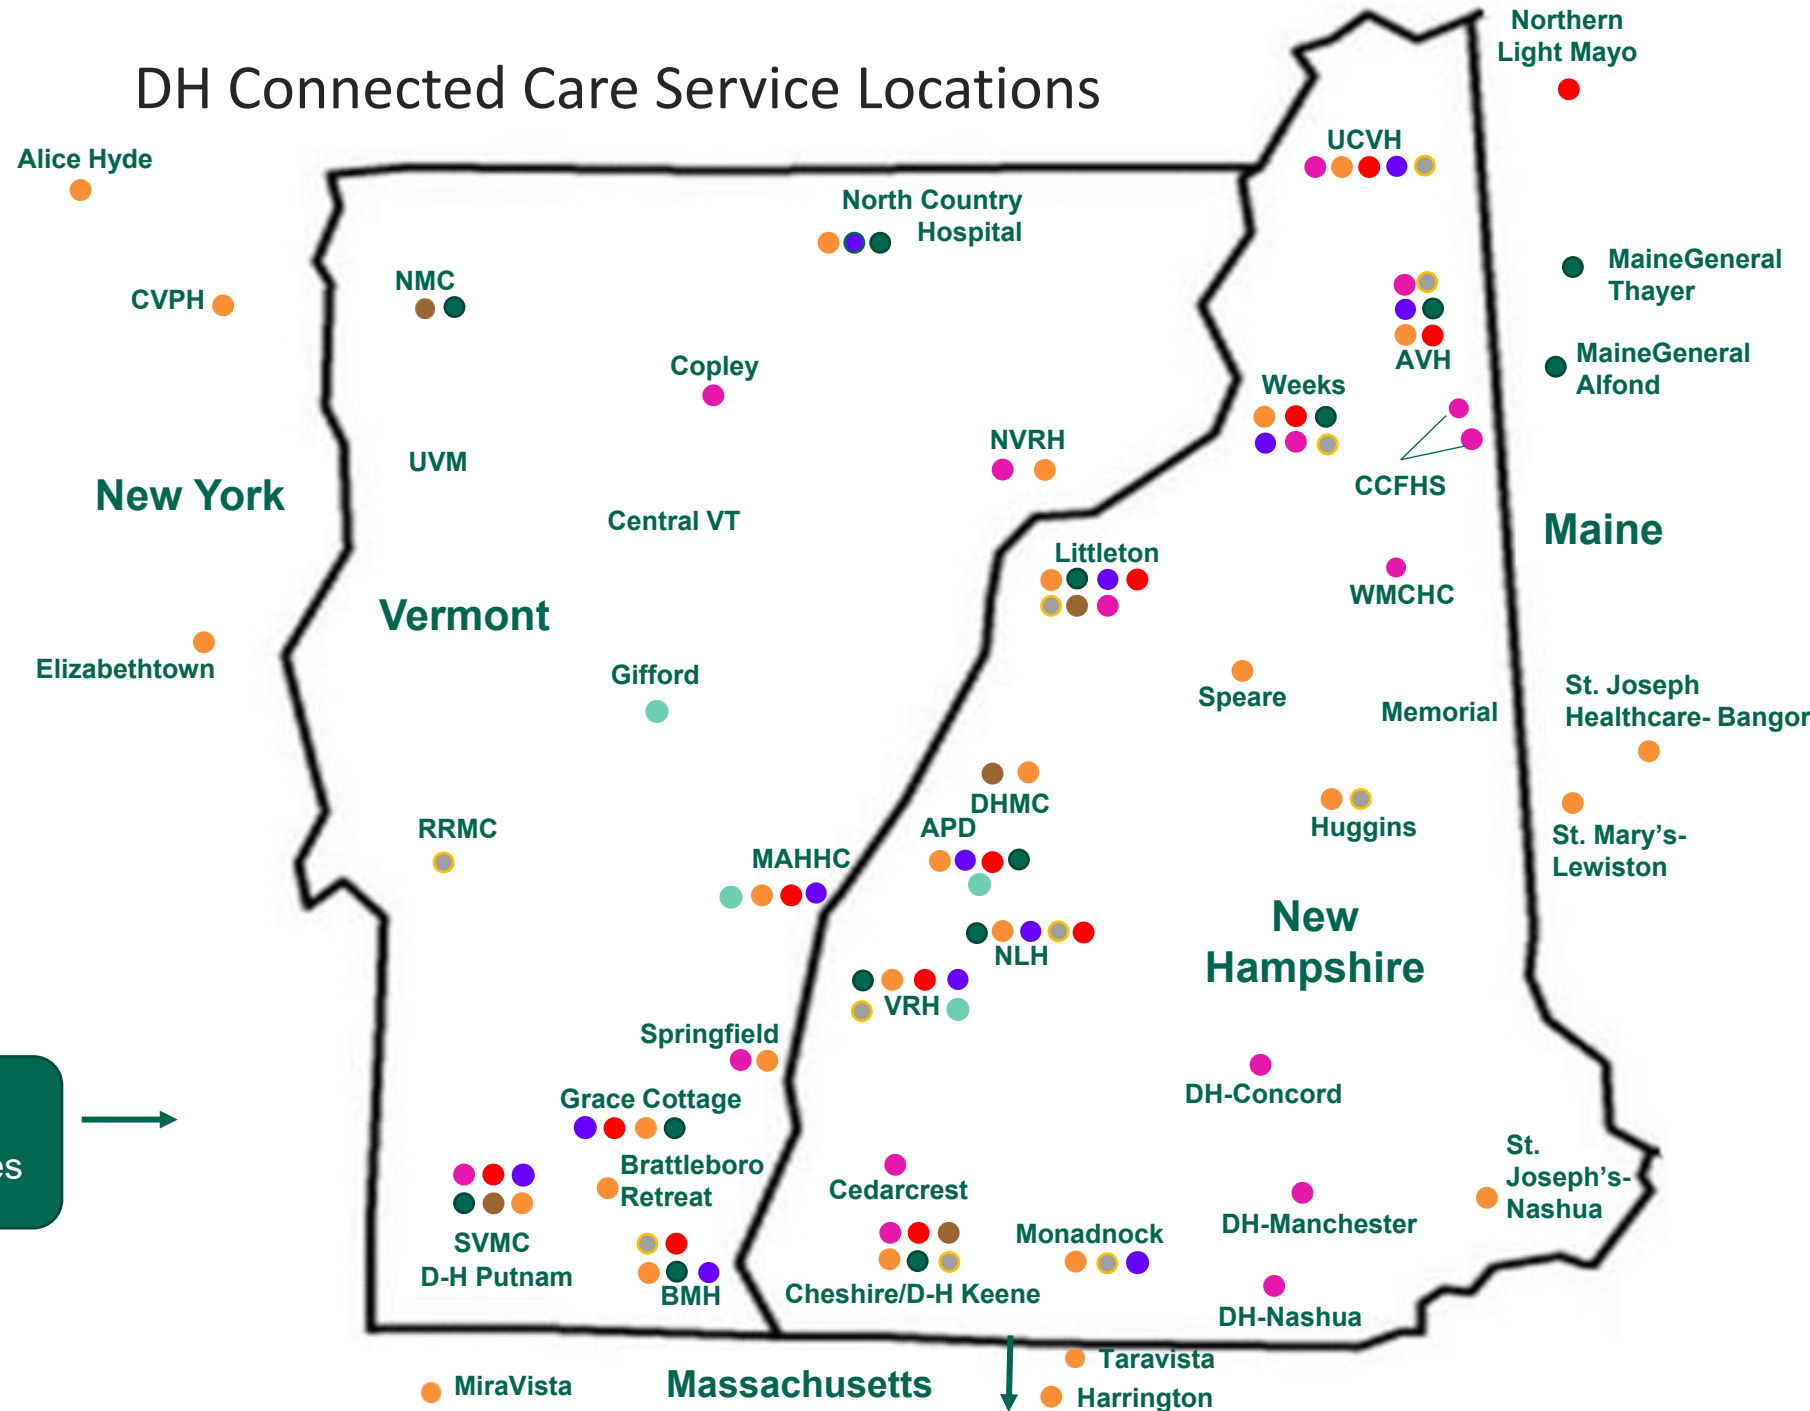 DH Connected Care Service Locations
Northern
Light Mayo
UCVH
Alice Hyde
North Country
Hospital
MaineGeneral
Thayer
NMC
CVPH
MaineGeneral
Alfond
AVH
Copley
Weeks
NVRH
UVM
CCFHS
New York
Central VT
Maine
Littleton
WMCHC
Vermont
Elizabethtown
Gifford
Speare
Memorial
St. Joseph
Healthcare- Bangor
DHMC
APD
Huggins
RRMC
MAHHC
St. Mary’s-
Lewiston
New
Hampshire
NLH
VRH
Springfield
DH-Concord
Grace Cottage
Brattleboro
Retreat
es
Cedarcrest
St.
Joseph’s-
Nashua
DH-Manchester
Monadnock
SVMC
D-H Putnam
BMH
Cheshire/D-H Keene
DH-Nashua
Taravista
MiraVista
Massachusetts
Harrington